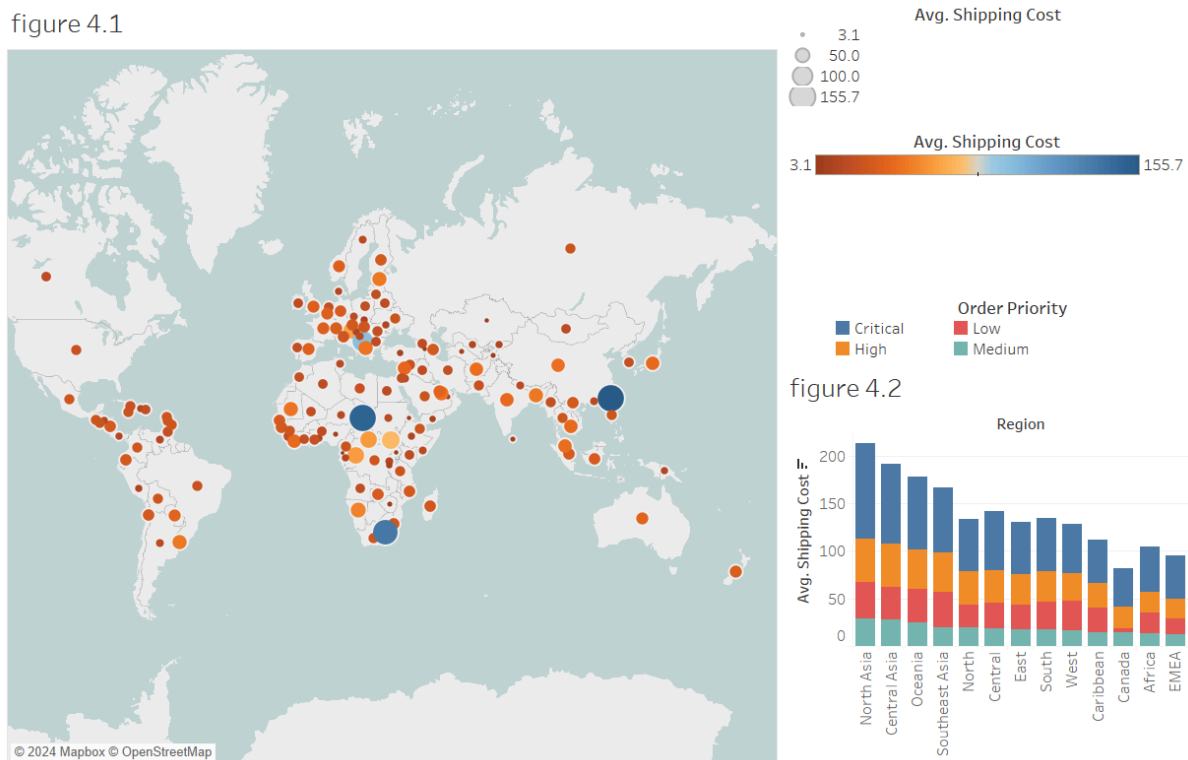 figure 4.1
Avg. Shipping Cost
3.1
50.0
100.0
155.7
Avg. Shipping Cost
3.1
155.7
Order Priority
Critical
Low
High
Medium
figure 4.2
Region
Avg. Shipping Cost
200
150
100
50
0
North Asia
Central Asia
Oceania
Southeast Asia
North
Central
East
South
West
Caribbean
Canada
Africa
EMEA
© 2024 Mapbox © OpenStreetMap